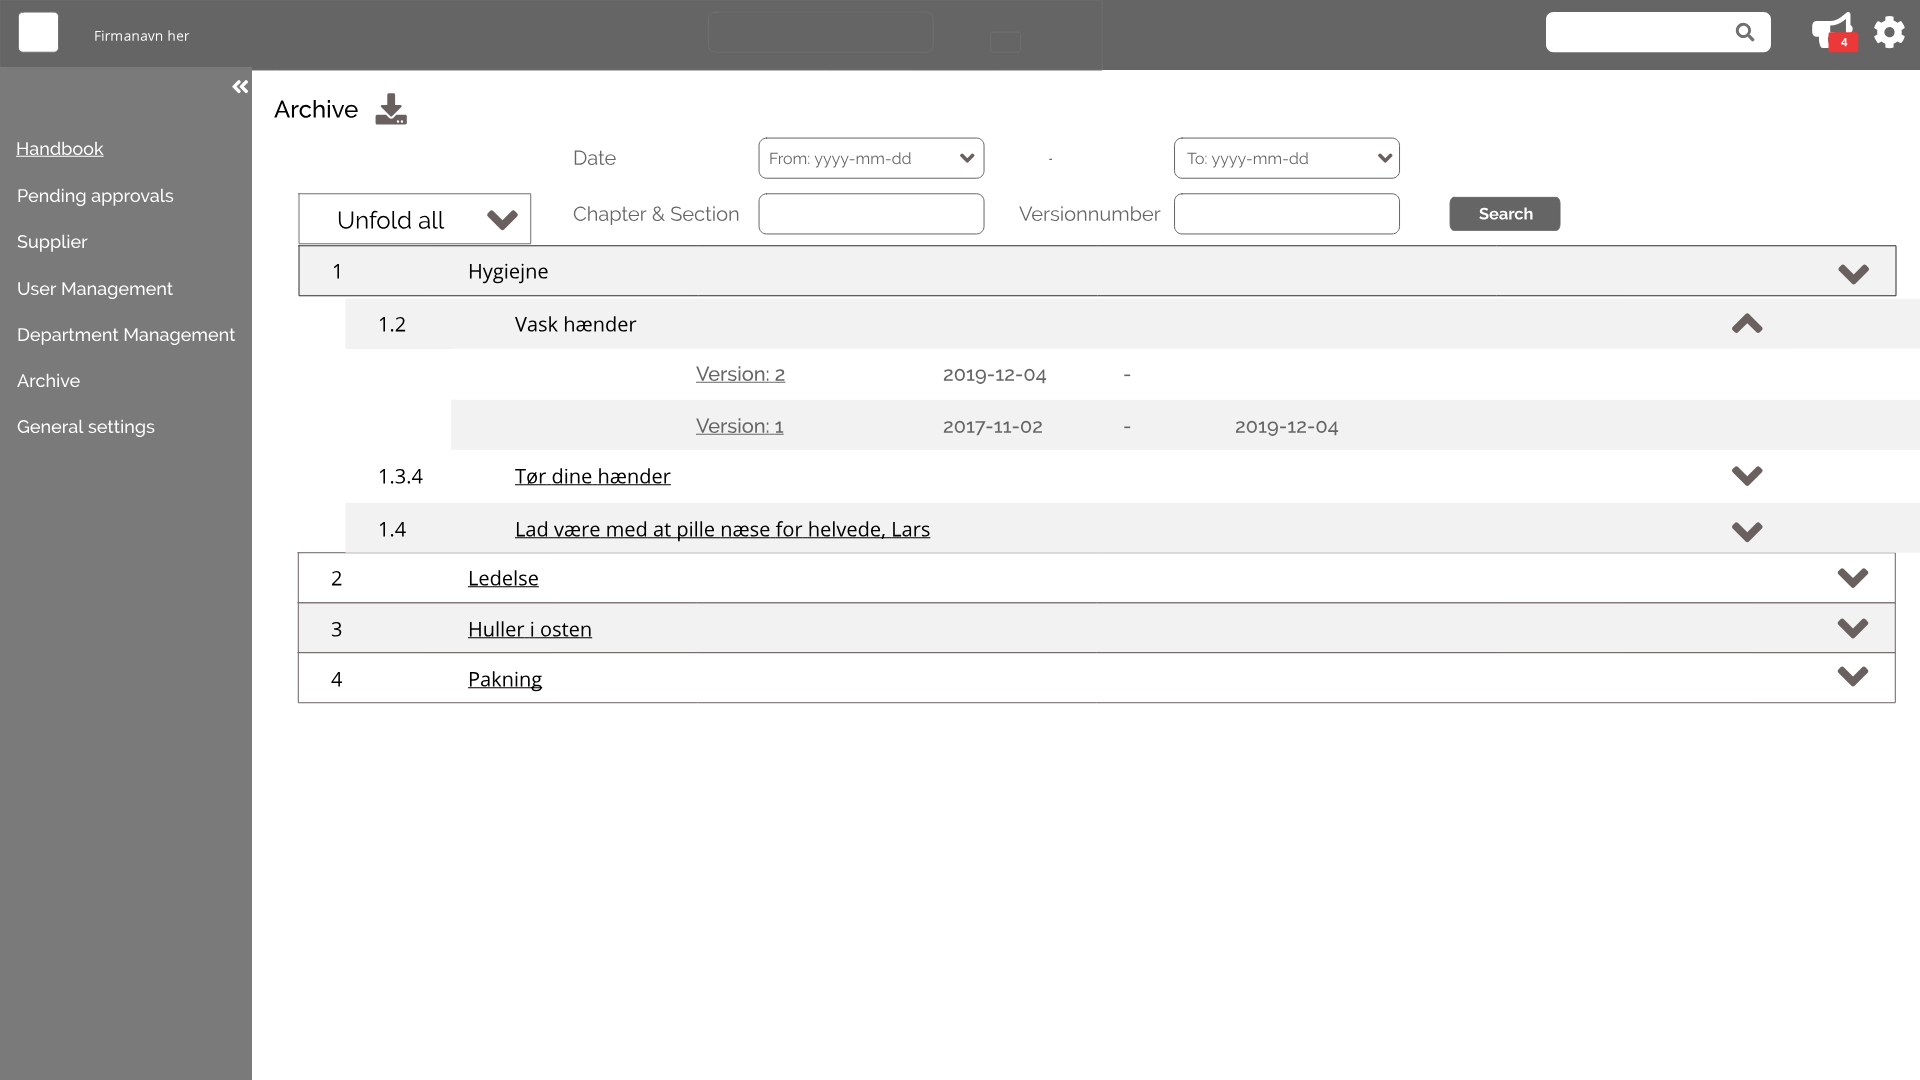 Firmanavn her
4
Handbook
Pending approvals
Supplier
User Management
Department Management
Archive
General settings
Archive
Date From: yyyy-mm-dd - To: yyyy-mm-dd
Unfold all Chapter & Section Versionnumber Search
1 Hygiejne
1.2 Vask hænder
Version: 2 2019-12-04 -
Version: 1 2017-11-02 - 2019-12-04
1.3.4 Tør dine hænder
1.4 Lad være med at pille næse for helvede, Lars
2 Ledelse
3 Huller i osten
4 Pakning